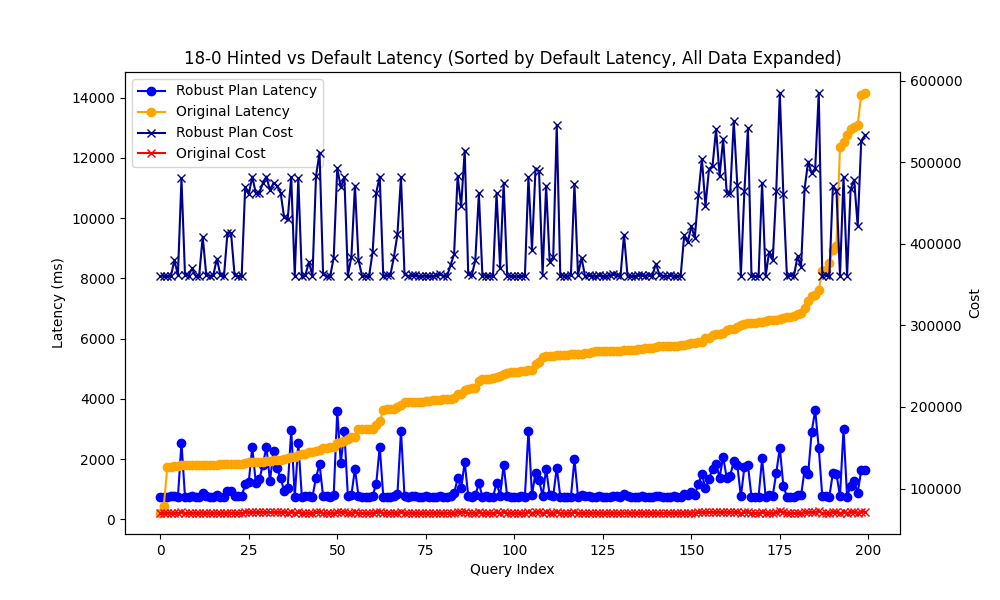 18-0 Hinted vs Default Latency (Sorted by Default Latency, All Data Expanded)
Robust Plan Latency
Original Latency
Robust Plan Cost
Original Cost
Latency (ms)
14000
12000
10000
8000
6000
4000
2000
0
600000
500000
400000
300000
200000
100000
Cost
0 25 50 75 100 125 150 175 200
Query Index